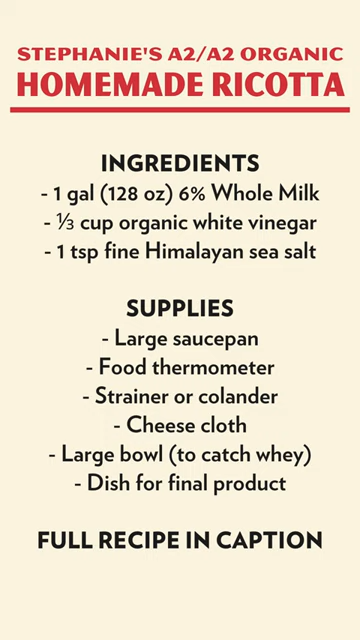 STEPHANIE'S A2/A2 ORGANIC
HOMEMADE RICOTTA
INGREDIENTS
- 1 gal (128 oz) 6% Whole Milk
- ⅓ cup organic white vinegar
- 1 tsp fine Himalayan sea salt
SUPPLIES
- Large saucepan
- Food thermometer
- Strainer or colander
- Cheese cloth
- Large bowl (to catch whey)
- Dish for final product
FULL RECIPE IN CAPTION